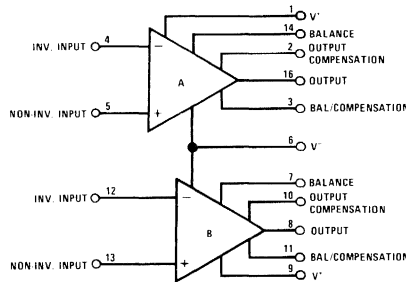 1 V+
14 BALANCE
INV. INPUT 4
2 OUTPUT
COMPENSATION
−
A
16 OUTPUT
NON-INV. INPUT 5
+
3 BAL/COMPENSATION
6 V−
7 BALANCE
INV. INPUT 12
−
10 OUTPUT
COMPENSATION
B
8 OUTPUT
NON-INV. INPUT 13
+
11 BAL/COMPENSATION
9 V+